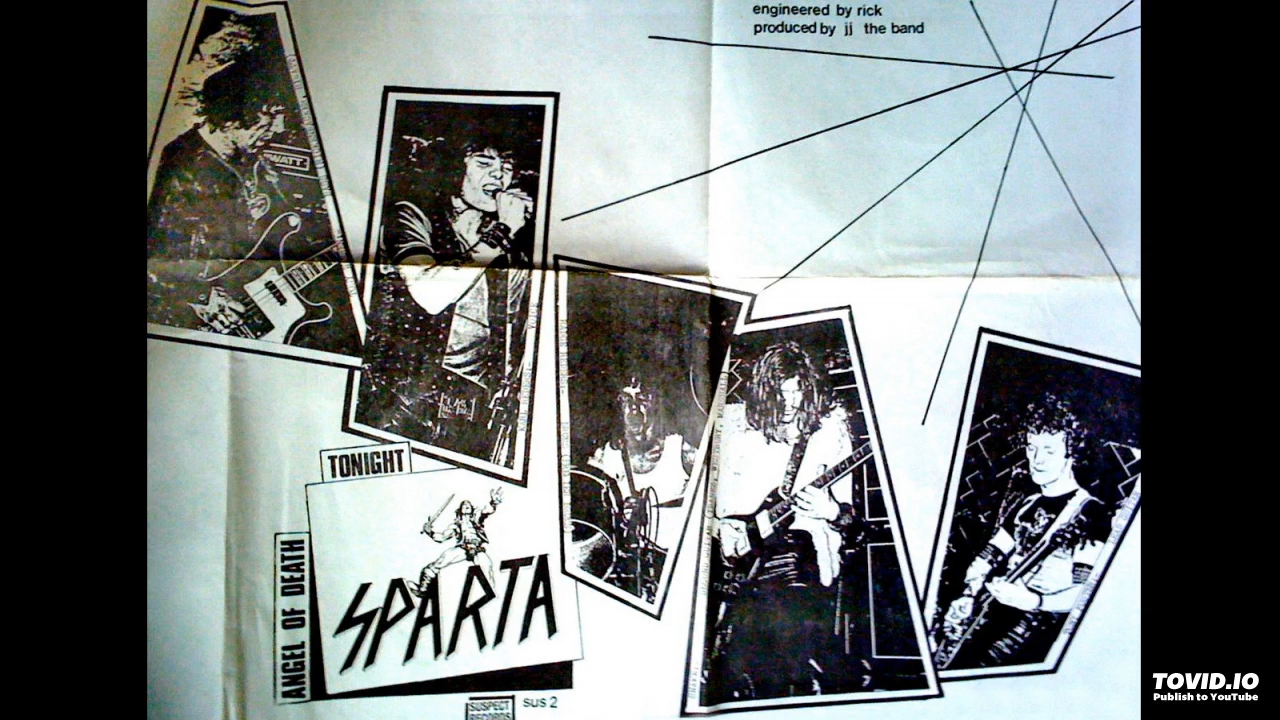 engineered by rick
produced by jj the band
WATT.
TONIGHT
ANGEL OF DEATH
SPARTA
SUSPECT
RECORDS
sus 2
TOVID.IO
Publish to YouTube